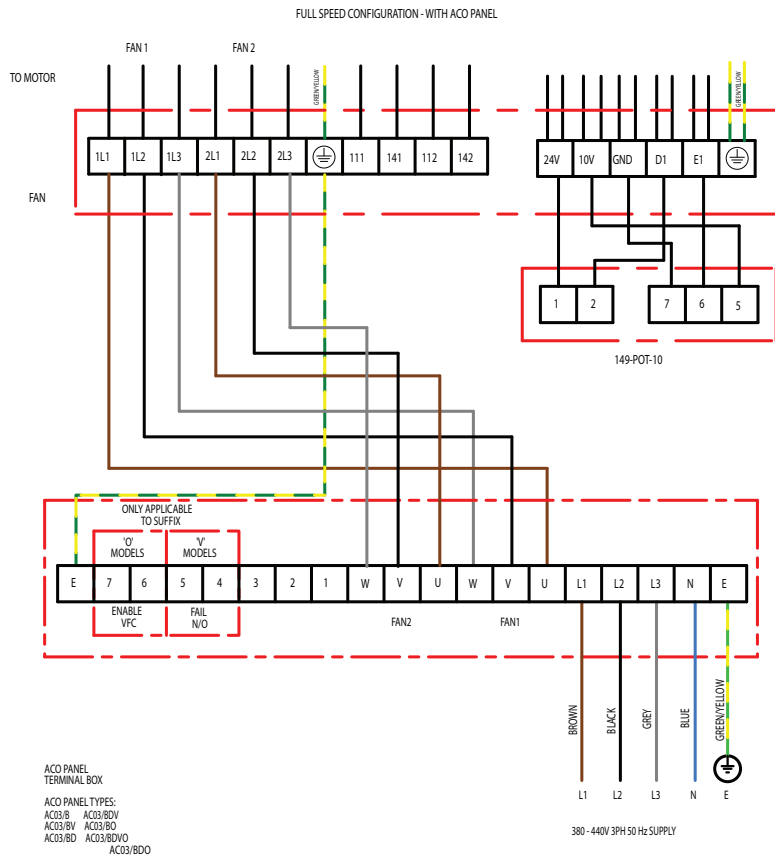 FULL SPEED CONFIGURATION - WITH ACO PANEL
FAN 1
FAN 2
TO MOTOR
GREEN/YELLOW
GREEN/YELLOW
1L1 1L2 1L3 2L1 2L2 2L3 111 141 112 142
24V 10V GND D1 E1
FAN
1 2 7 6 5
149-POT-10
ONLY APPLICABLE
TO SUFFIX
'O'
MODELS
'V'
MODELS
E 7 6 5 4 3 2 1 W V U W V U L1 L2 L3 N E
ENABLE
VFC
FAIL
N/O
FAN2
FAN1
BROWN
BLACK
GREY
BLUE
GREEN/YELLOW
L1 L2 L3 N E
380 - 440V 3PH 50 Hz SUPPLY
ACO PANEL
TERMINAL BOX
ACO PANEL TYPES:
AC03/B AC03/BDV
AC03/BV AC03/BO
AC03/BD AC03/BDVO
AC03/BDO